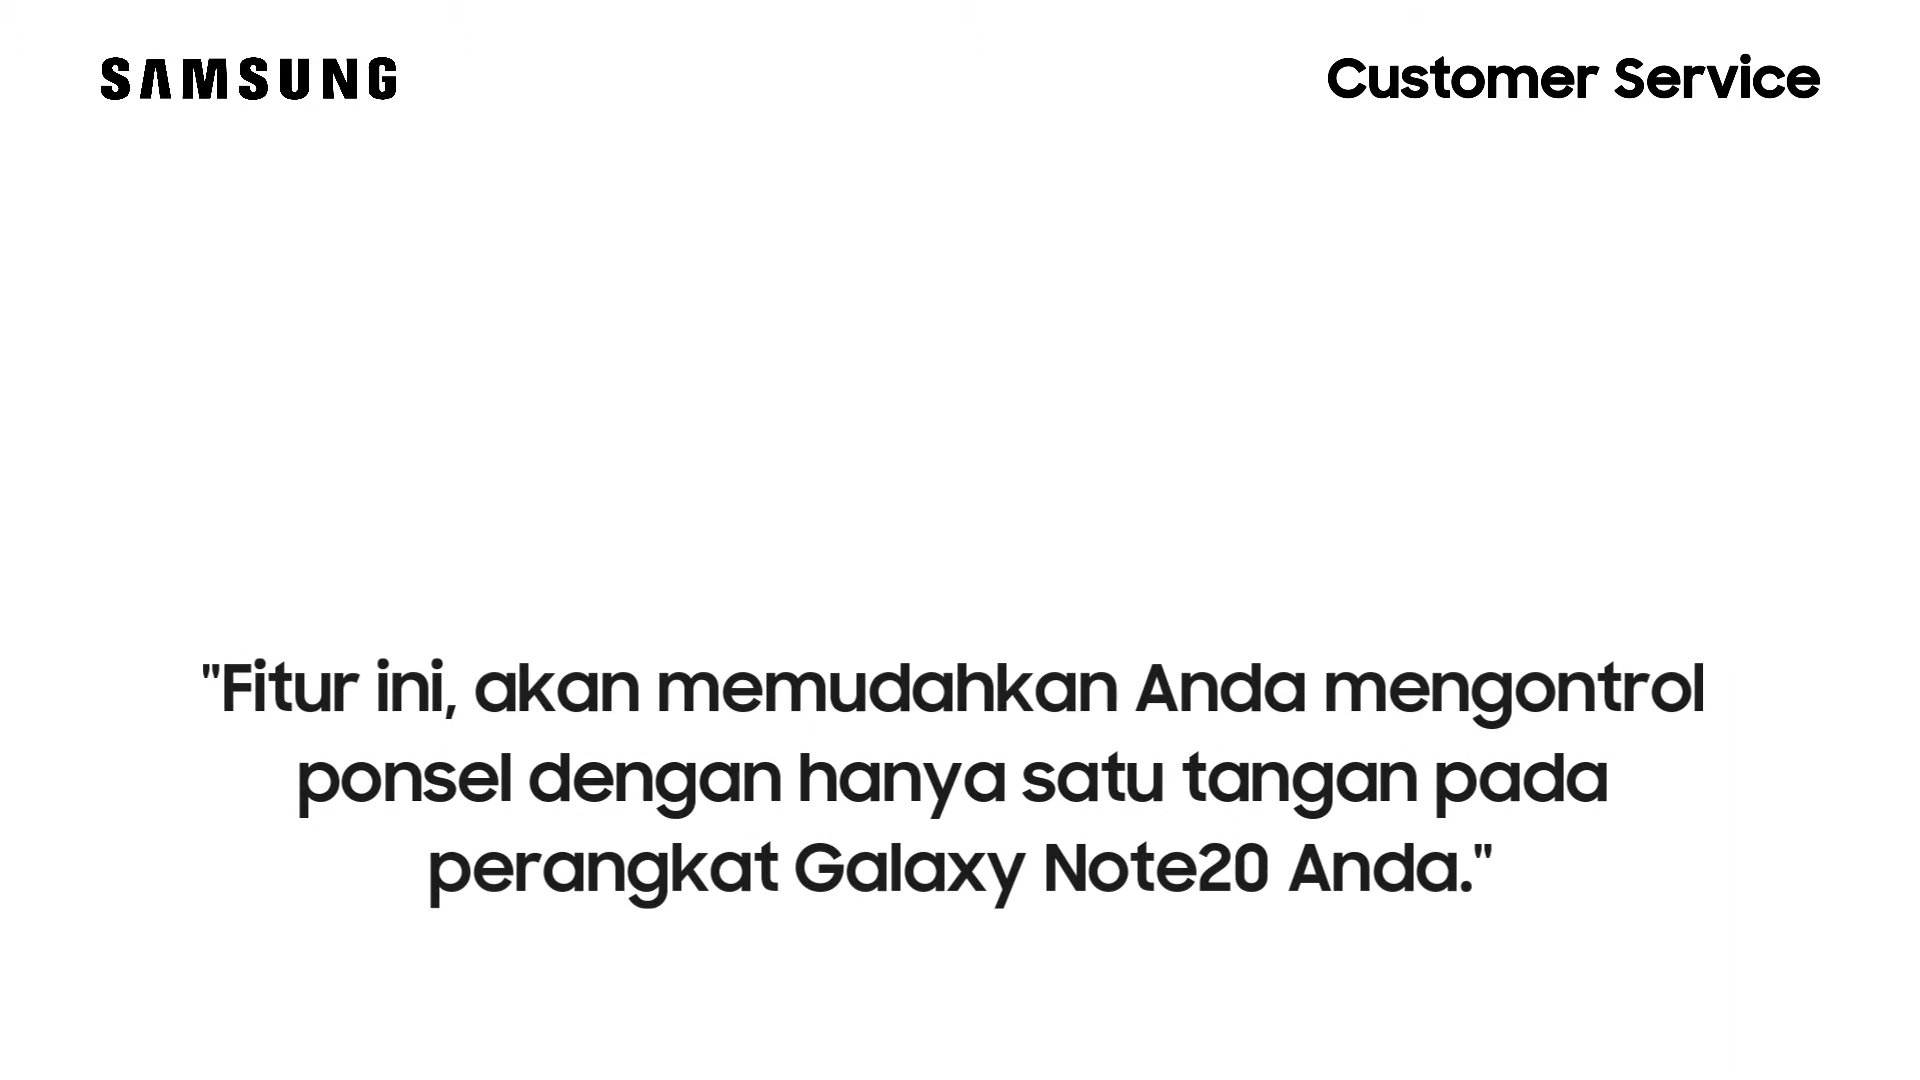 SAMSUNG
Customer Service
"Fitur ini, akan memudahkan Anda mengontrol
ponsel dengan hanya satu tangan pada
perangkat Galaxy Note20 Anda."